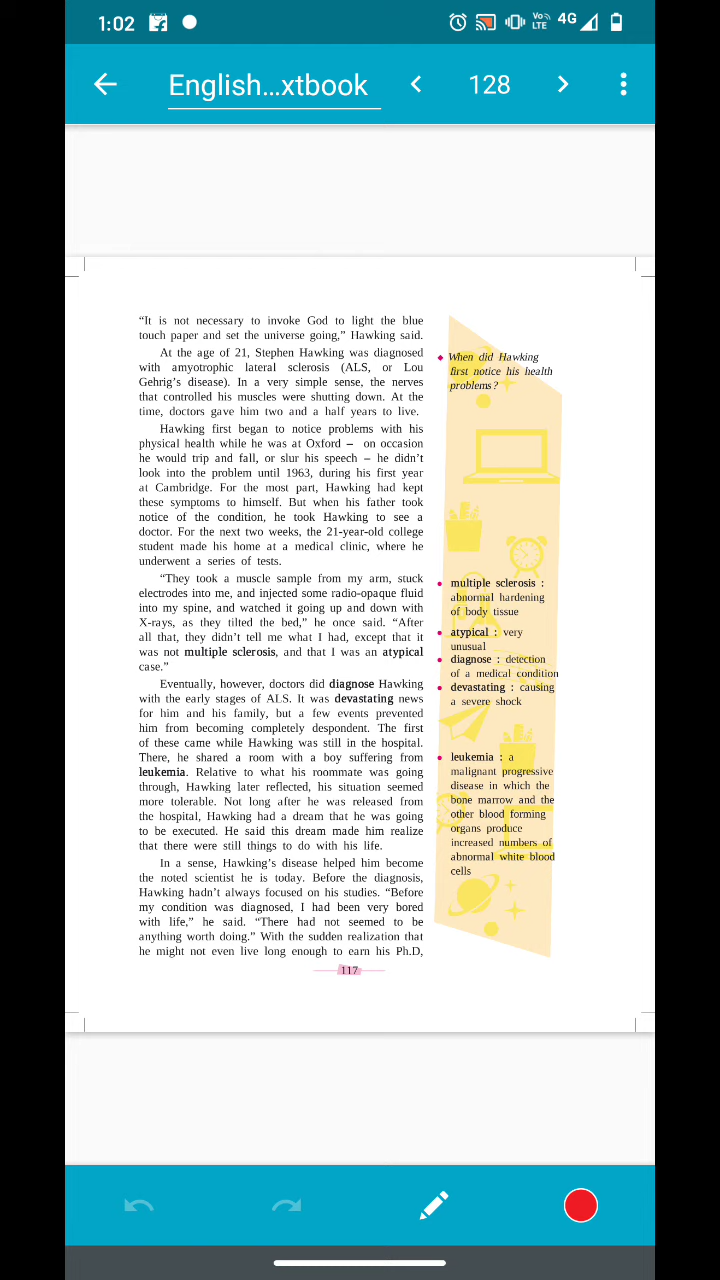 1:02
Vo
LTE
4G
English...xtbook
128
“It is not necessary to invoke God to light the blue
touch paper and set the universe going,” Hawking said.
At the age of 21, Stephen Hawking was diagnosed
with amyotrophic lateral sclerosis (ALS, or Lou
Gehrig’s disease). In a very simple sense, the nerves
that controlled his muscles were shutting down. At the
time, doctors gave him two and a half years to live.
Hawking first began to notice problems with his
physical health while he was at Oxford – on occasion
he would trip and fall, or slur his speech – he didn’t
look into the problem until 1963, during his first year
at Cambridge. For the most part, Hawking had kept
these symptoms to himself. But when his father took
notice of the condition, he took Hawking to see a
doctor. For the next two weeks, the 21-year-old college
student made his home at a medical clinic, where he
underwent a series of tests.
“They took a muscle sample from my arm, stuck
electrodes into me, and injected some radio-opaque fluid
into my spine, and watched it going up and down with
X-rays, as they tilted the bed,” he once said. “After
all that, they didn’t tell me what I had, except that it
was not multiple sclerosis, and that I was an atypical
case.”
Eventually, however, doctors did diagnose Hawking
with the early stages of ALS. It was devastating news
for him and his family, but a few events prevented
him from becoming completely despondent. The first
of these came while Hawking was still in the hospital.
There, he shared a room with a boy suffering from
leukemia. Relative to what his roommate was going
through, Hawking later reflected, his situation seemed
more tolerable. Not long after he was released from
the hospital, Hawking had a dream that he was going
to be executed. He said this dream made him realize
that there were still things to do with his life.
In a sense, Hawking’s disease helped him become
the noted scientist he is today. Before the diagnosis,
Hawking hadn’t always focused on his studies. “Before
my condition was diagnosed, I had been very bored
with life,” he said. “There had not seemed to be
anything worth doing.” With the sudden realization that
he might not even live long enough to earn his Ph.D,
117
When did Hawking
first notice his health
problems?
multiple sclerosis :
abnormal hardening
of body tissue
atypical : very
unusual
diagnose : detection
of a medical condition
devastating : causing
a severe shock
leukemia : a
malignant progressive
disease in which the
bone marrow and the
other blood forming
organs produce
increased numbers of
abnormal white blood
cells